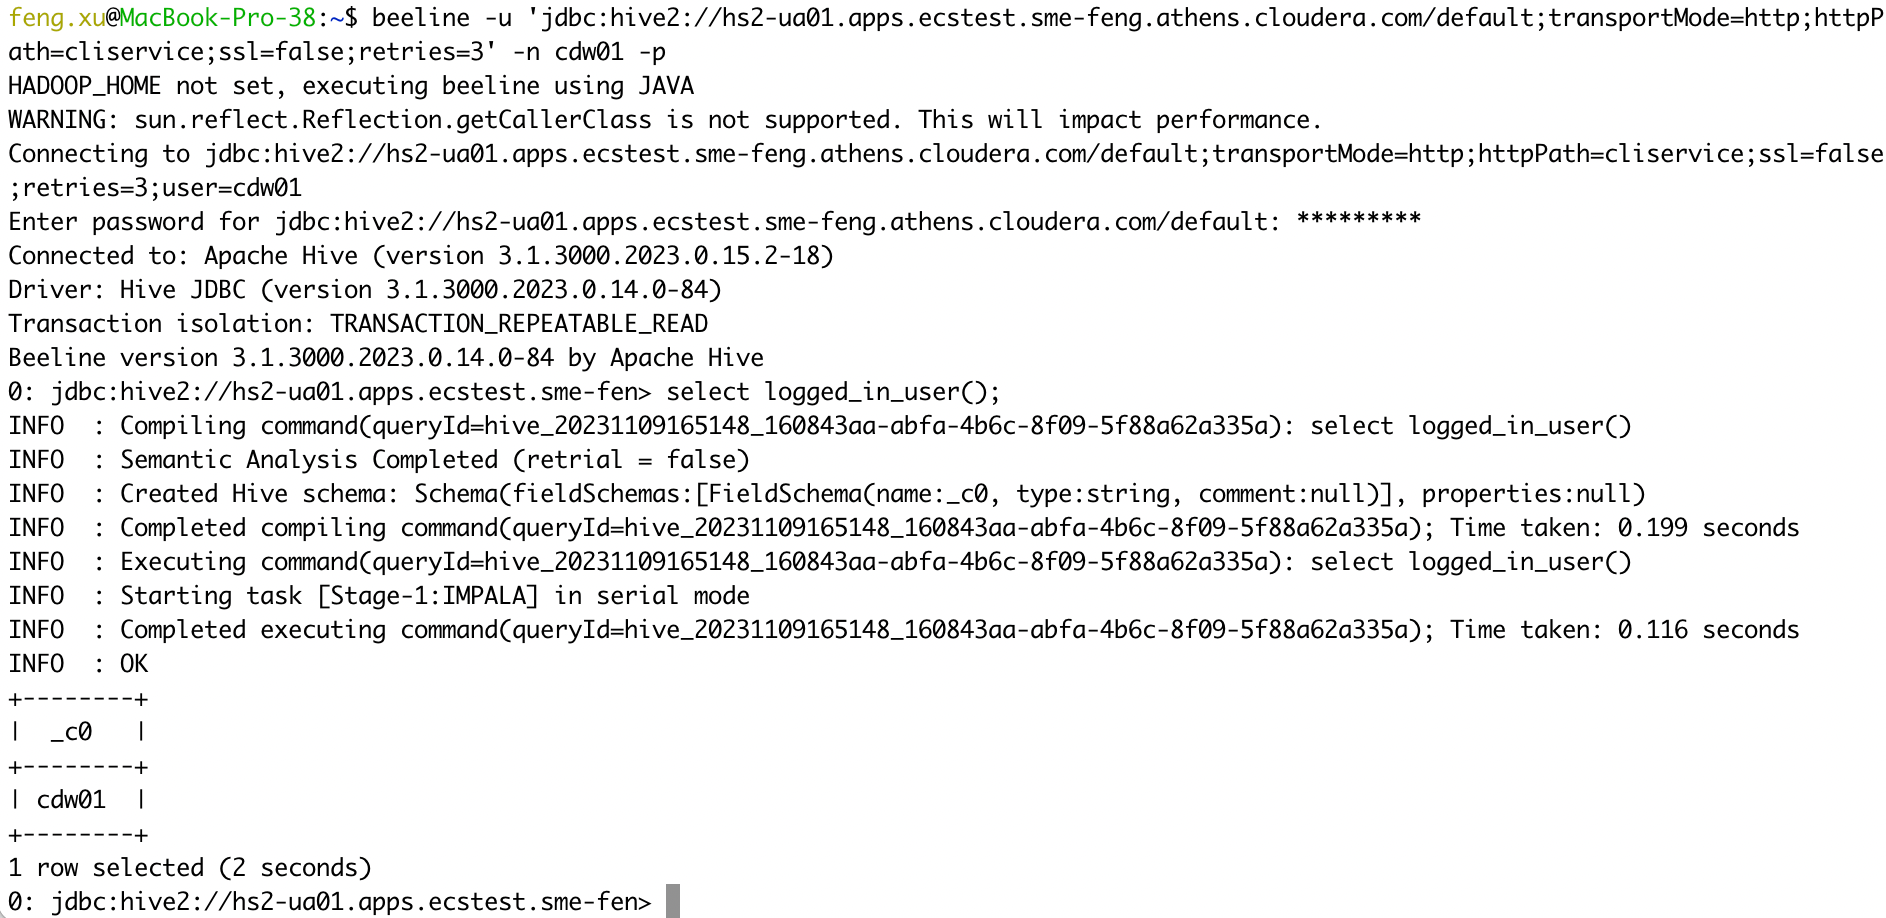 feng.xu@MacBook-Pro-38:~$ beeline -u 'jdbc:hive2://hs2-ua01.apps.ecstest.sme-feng.athens.cloudera.com/default;transportMode=http;httpP
ath=cliservice;ssl=false;retries=3' -n cdw01 -p
HADOOP_HOME not set, executing beeline using JAVA
WARNING: sun.reflect.Reflection.getCallerClass is not supported. This will impact performance.
Connecting to jdbc:hive2://hs2-ua01.apps.ecstest.sme-feng.athens.cloudera.com/default;transportMode=http;httpPath=cliservice;ssl=false
;retries=3;user=cdw01
Enter password for jdbc:hive2://hs2-ua01.apps.ecstest.sme-feng.athens.cloudera.com/default: *********
Connected to: Apache Hive (version 3.1.3000.2023.0.15.2-18)
Driver: Hive JDBC (version 3.1.3000.2023.0.14.0-84)
Transaction isolation: TRANSACTION_REPEATABLE_READ
Beeline version 3.1.3000.2023.0.14.0-84 by Apache Hive
0: jdbc:hive2://hs2-ua01.apps.ecstest.sme-fen> select logged_in_user();
INFO  : Compiling command(queryId=hive_20231109165148_160843aa-abfa-4b6c-8f09-5f88a62a335a): select logged_in_user()
INFO  : Semantic Analysis Completed (retrial = false)
INFO  : Created Hive schema: Schema(fieldSchemas:[FieldSchema(name:_c0, type:string, comment:null)], properties:null)
INFO  : Completed compiling command(queryId=hive_20231109165148_160843aa-abfa-4b6c-8f09-5f88a62a335a); Time taken: 0.199 seconds
INFO  : Executing command(queryId=hive_20231109165148_160843aa-abfa-4b6c-8f09-5f88a62a335a): select logged_in_user()
INFO  : Starting task [Stage-1:IMPALA] in serial mode
INFO  : Completed executing command(queryId=hive_20231109165148_160843aa-abfa-4b6c-8f09-5f88a62a335a); Time taken: 0.116 seconds
INFO  : OK
+--------+
|  _c0   |
+--------+
| cdw01  |
+--------+
1 row selected (2 seconds)
0: jdbc:hive2://hs2-ua01.apps.ecstest.sme-fen>